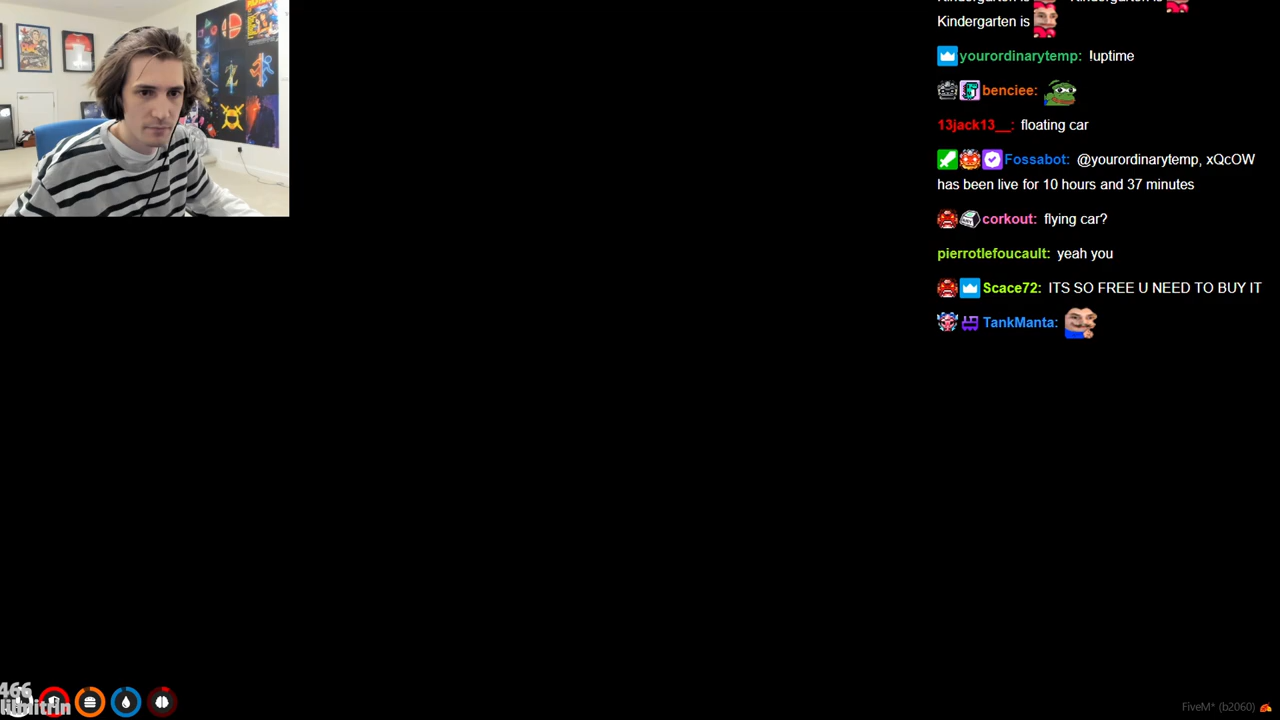 Kindergarten is
yourordinarytemp: !uptime
benciee:
13jack13__: floating car
Fossabot: @yourordinarytemp, xQcOW
has been live for 10 hours and 37 minutes
corkout: flying car?
pierrotlefoucault: yeah you
Scace72: ITS SO FREE U NEED TO BUY IT
TankManta:
466
FiveM* (b2060)